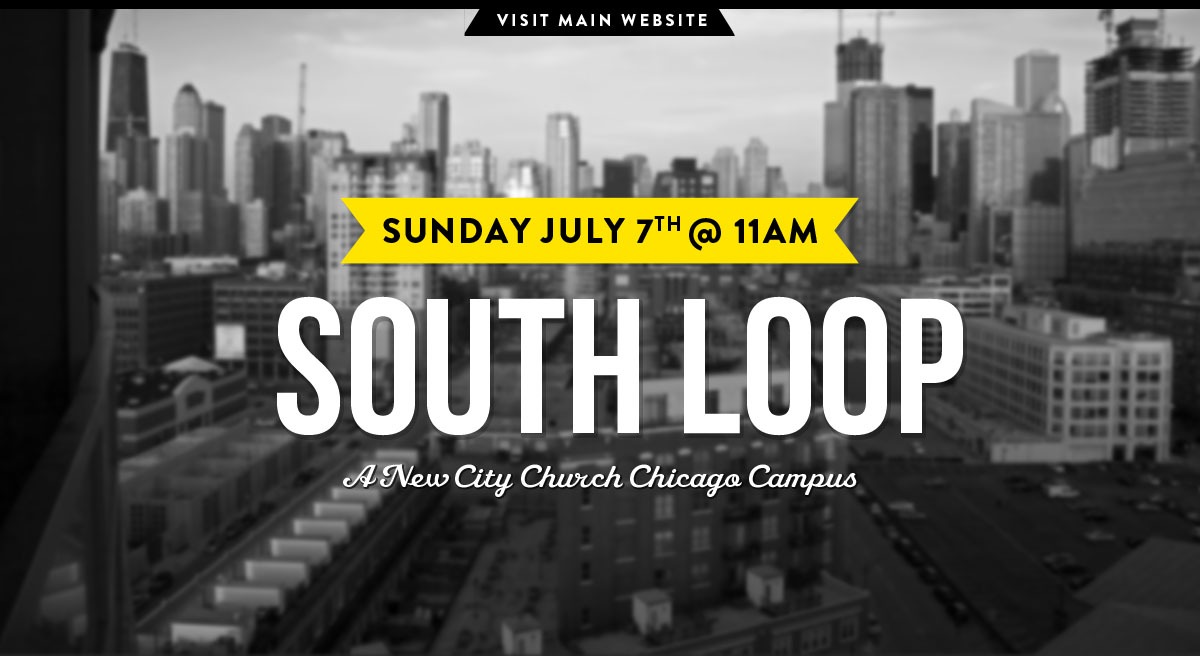 VISIT MAIN WEBSITE
SUNDAY JULY 7TH @ 11AM
SOUTH LOOP
A New City Church Chicago Campus